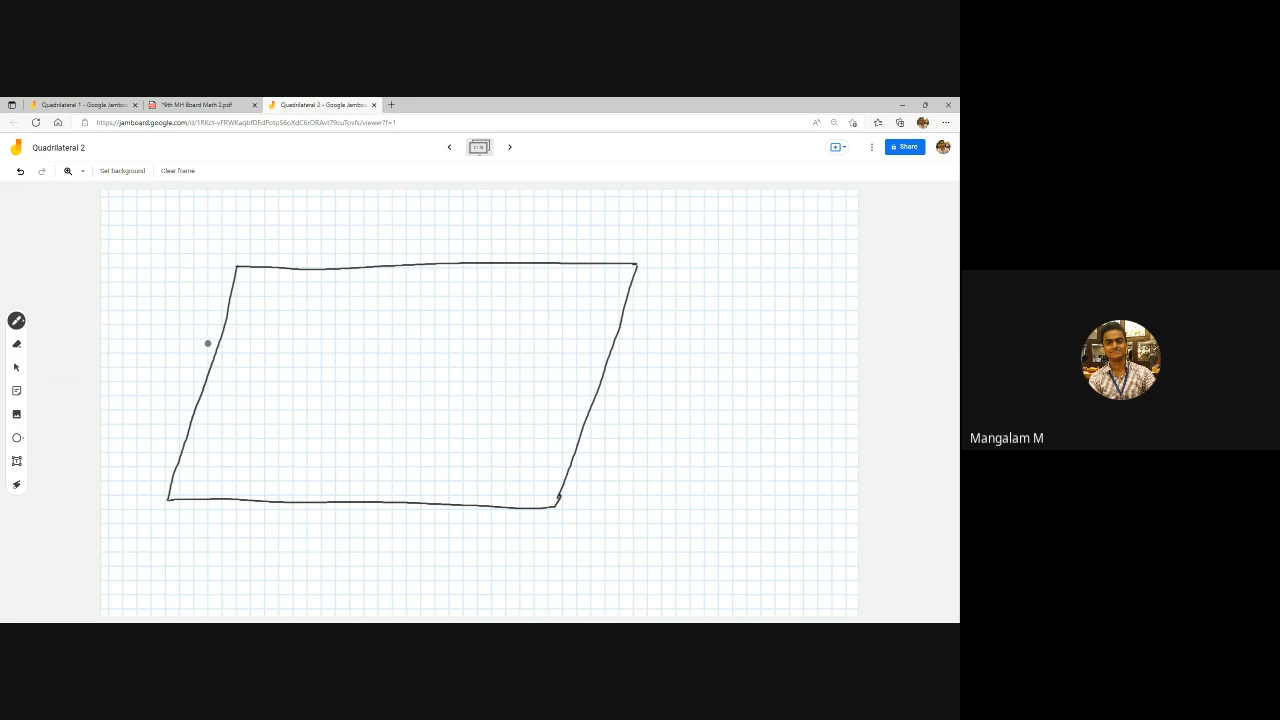 Quadrilateral 1 - Google Jambo
*9th MH Board Math 2.pdf
Quadrilateral 2 - Google Jambo
Quadrilateral 2
Share
Set background
Clear frame
Mangalam M